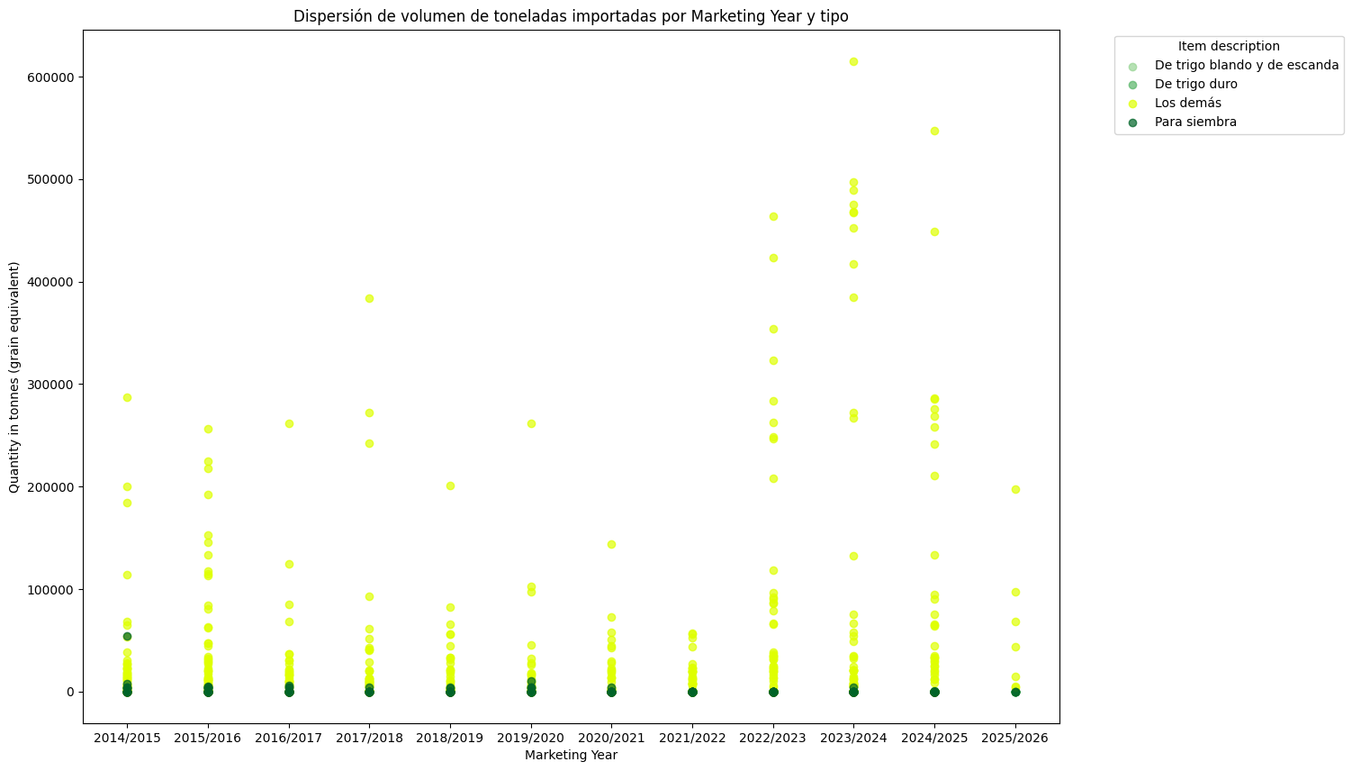 Dispersión de volumen de toneladas importadas por Marketing Year y tipo
Item description
De trigo blando y de escanda
De trigo duro
Los demás
Para siembra
Quantity in tonnes (grain equivalent)
600000
500000
400000
300000
200000
100000
0
2014/2015 2015/2016 2016/2017 2017/2018 2018/2019 2019/2020 2020/2021 2021/2022 2022/2023 2023/2024 2024/2025 2025/2026
Marketing Year